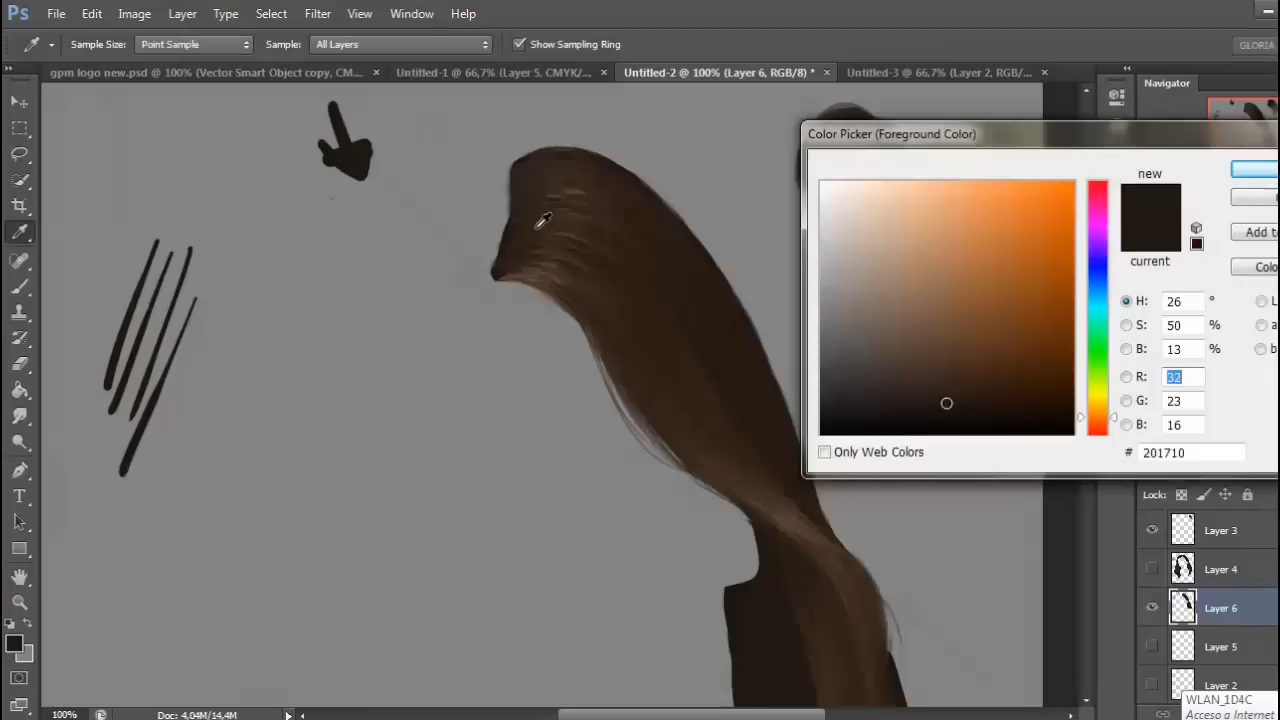 Ps File Edit Image Layer Type Select Filter View Window Help
Sample Size: Point Sample Sample: All Layers Show Sampling Ring GLORIA
gpm logo new.psd @ 100% (Vector Smart Object copy, CM... × Untitled-1 @ 66,7% (Layer 5, CMYK/... × Untitled-2 @ 100% (Layer 6, RGB/8) * × Untitled-3 @ 66,7% (Layer 2, RGB/... ×
Navigator
Color Picker (Foreground Color)
new
current
Add to
Colo
H: 26 °
S: 50 %
B: 13 %
R: 32
G: 23
B: 16
L
a
b
Only Web Colors
# 201710
Lock:
Layer 3
Layer 4
Layer 6
Layer 5
Layer 2
WLAN_1D4C
Acceso a Internet
T
100% Doc: 4,04M/14,4M